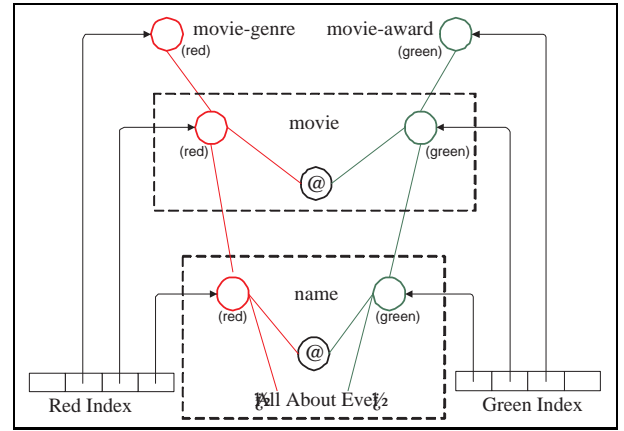 movie-genre
movie-award
(red)
(green)
movie
(red)
(green)
@
name
(red)
(green)
@
All About Eve
Red Index
Green Index